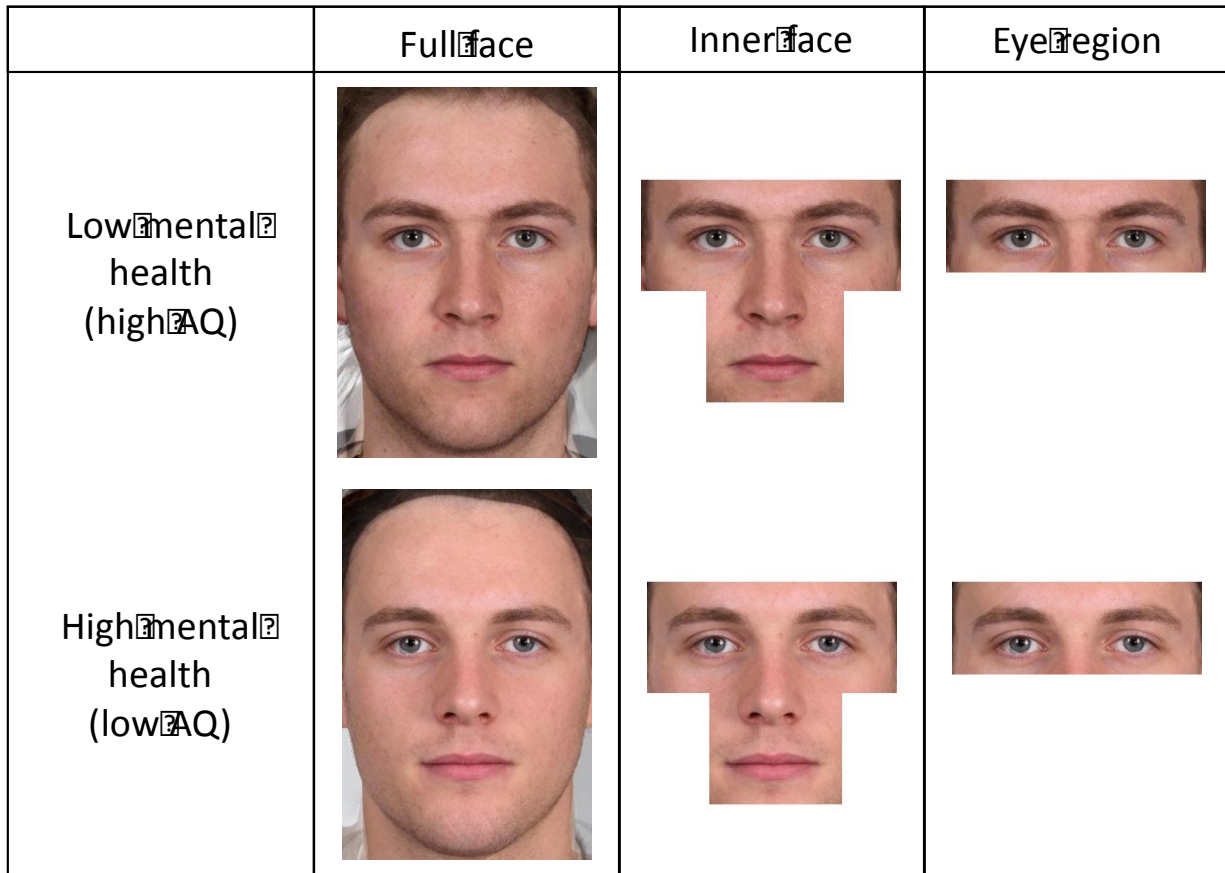 Full face
Inner face
Eye region
Low mental
health
(high AQ)
High mental
health
(low AQ)